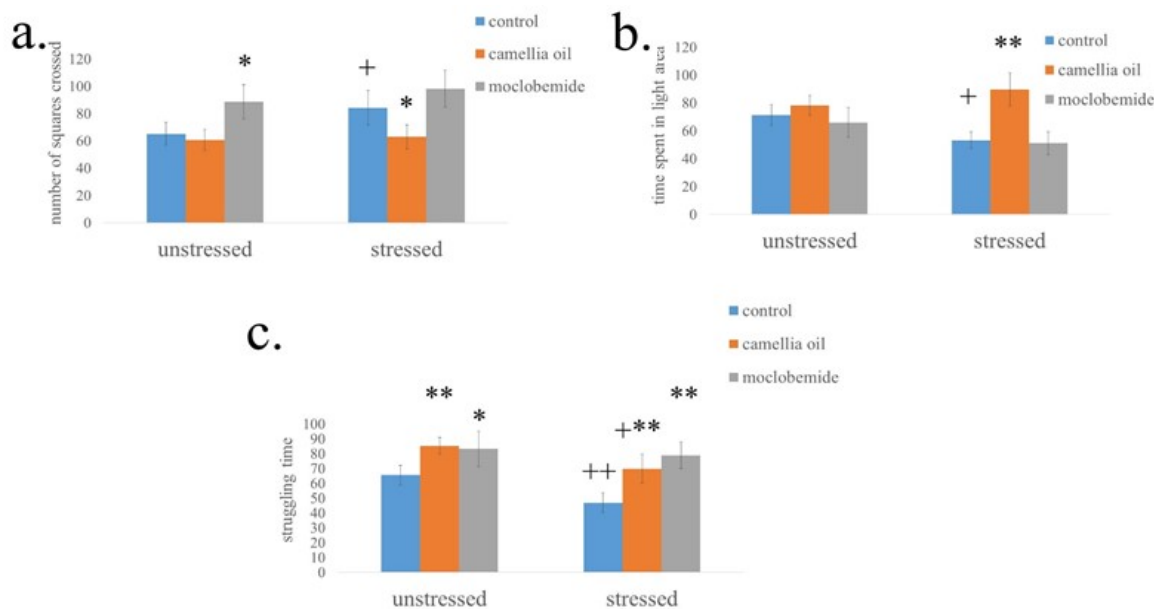 a.
number of squares crossed
120
100
80
60
40
20
0
*
+
*
unstressed
stressed
control
camellia oil
moclobemide
b.
time spent in light area
120
100
80
60
40
20
0
+
**
unstressed
stressed
control
camellia oil
moclobemide
c.
struggling time
100
90
80
70
60
50
40
30
20
10
0
**
*
++
+**
**
unstressed
stressed
control
camellia oil
moclobemide